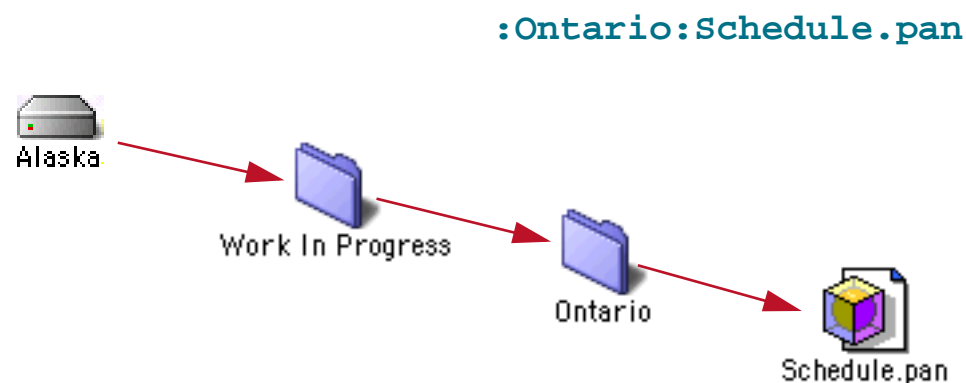 :Ontario:Schedule.pan
Alaska
Work In Progress
Ontario
Schedule.pan